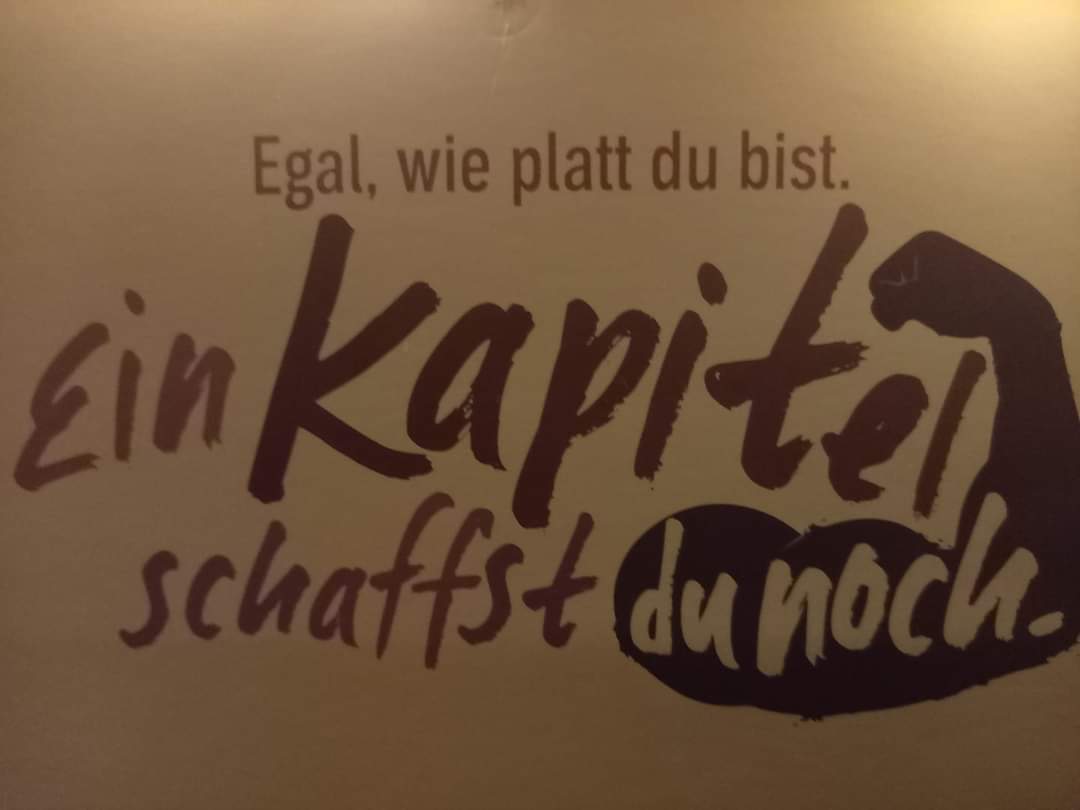 Egal, wie platt du bist.
Ein Kapitel
schaffst du noch.